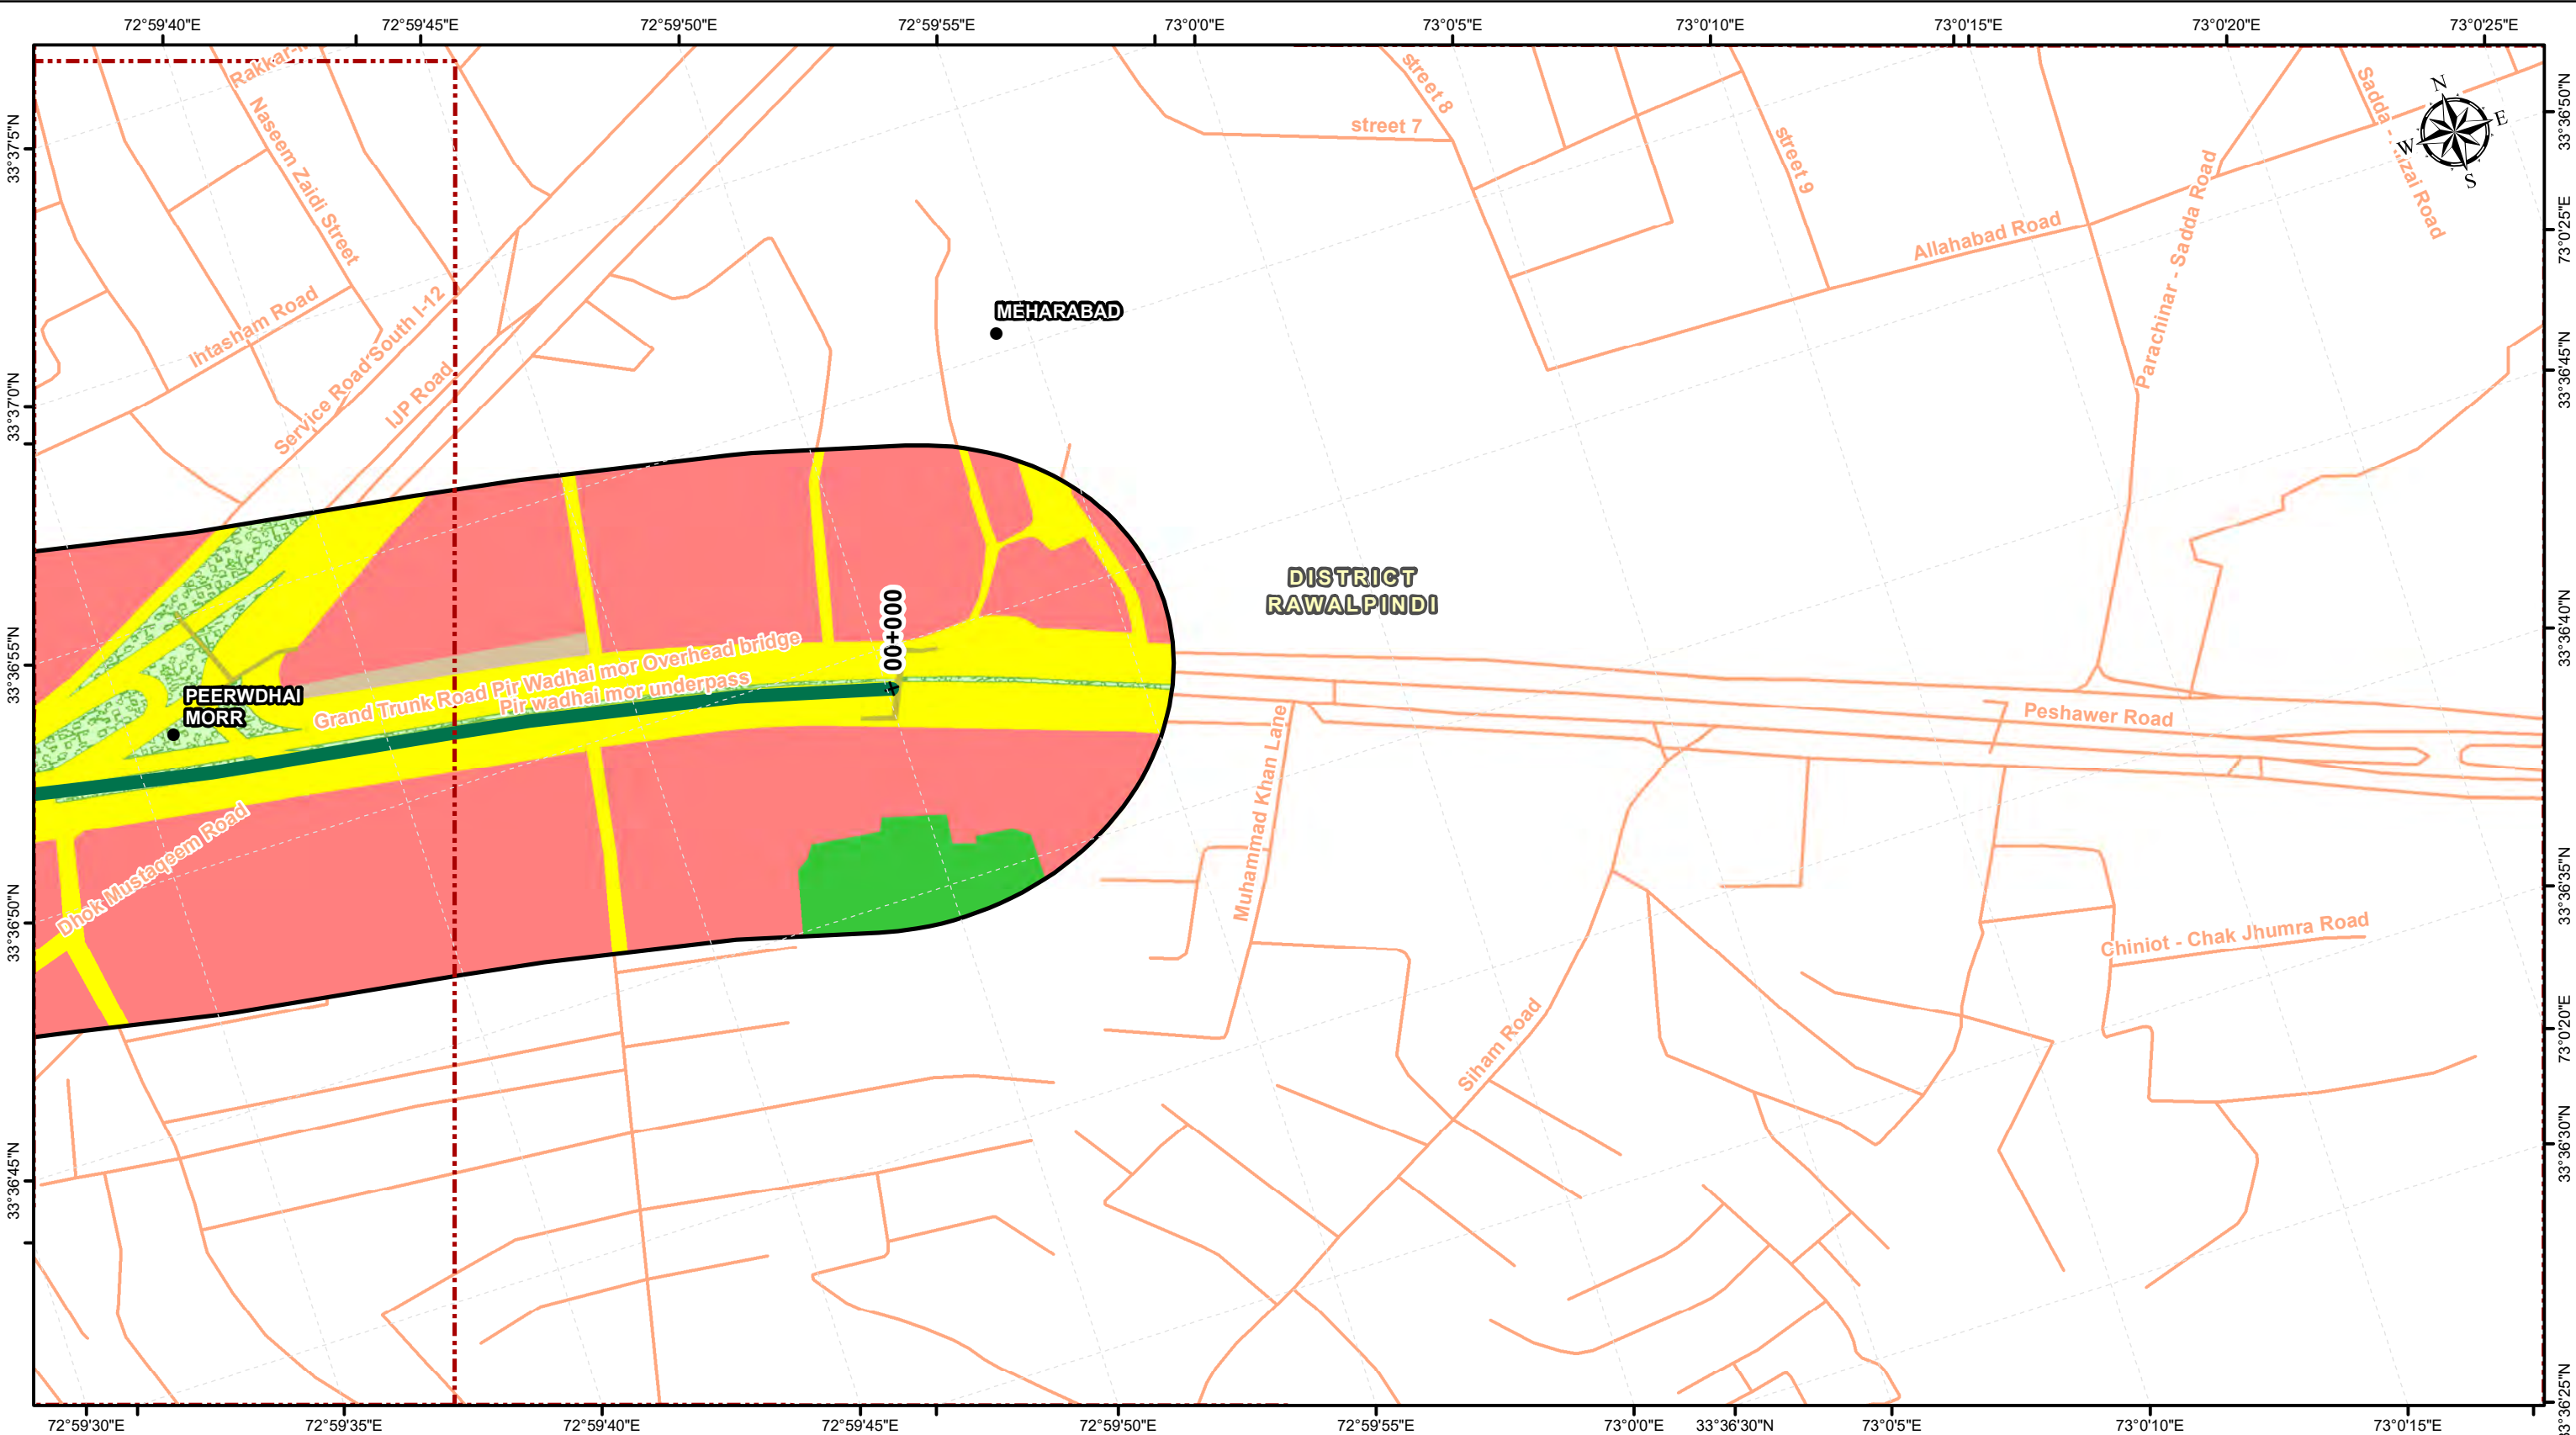 72°59'40"E
72°59'45"E
72°59'50"E
72°59'55"E
73°0'0"E
73°0'5"E
73°0'10"E
73°0'15"E
73°0'20"E
73°0'25"E
N
E
W
S
33°37'5"N
33°37'0"N
33°36'55"N
33°36'50"N
33°36'45"N
33°36'50"N
73°0'25"E
33°36'45"N
33°36'40"N
33°36'35"N
73°0'20"E
33°36'30"N
33°36'25"N
Naseem Zaidi Street
Ihtasham Road
Service Road South I-12
IJP Road
street 7
street 8
street 9
Allahabad Road
Parachinar - Sadda Road
MEHARABAD
DISTRICT
RAWALPINDI
00+000
Grand Trunk Road Pir Wadhai mor Overhead bridge
Pir wadhai mor underpass
PEERWDHAI
MORR
Dhok Mustaqeem Road
Muhammad Khan Lane
Peshawer Road
Chiniot - Chak Jhumra Road
Siham Road
72°59'30"E
72°59'35"E
72°59'40"E
72°59'45"E
72°59'50"E
72°59'55"E
73°0'0"E
33°36'30"N
73°0'5"E
73°0'10"E
73°0'15"E